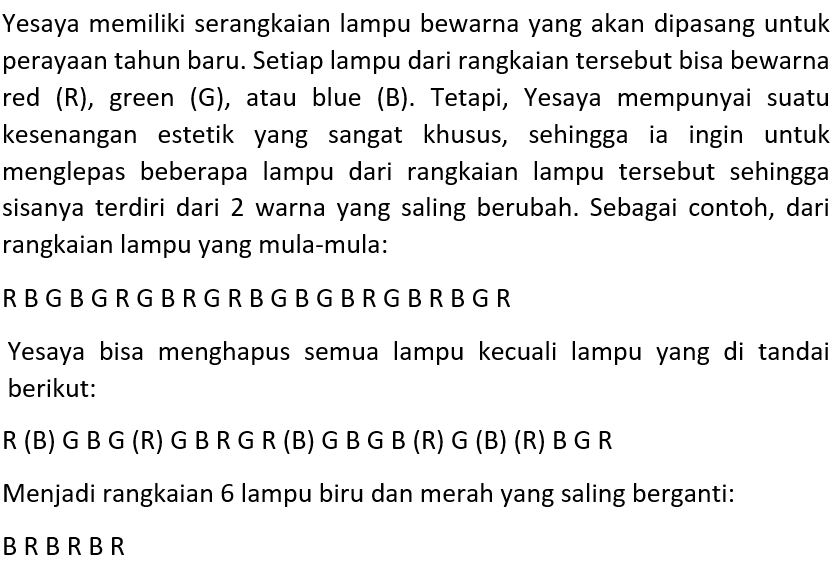 Yesaya memiliki serangkaian lampu bewarna yang akan dipasang untuk
perayaan tahun baru. Setiap lampu dari rangkaian tersebut bisa bewarna
red (R), green (G), atau blue (B). Tetapi, Yesaya mempunyai suatu
kesenangan estetik yang sangat khusus, sehingga ia ingin untuk
menglepas beberapa lampu dari rangkaian lampu tersebut sehingga
sisanya terdiri dari 2 warna yang saling berubah. Sebagai contoh, dari
rangkaian lampu yang mula-mula:
R B G B G R G B R G R B G B G B R G B R B G R
Yesaya bisa menghapus semua lampu kecuali lampu yang di tandai
berikut:
R (B) G B G (R) G B R G R (B) G B G B (R) G (B) (R) B G R
Menjadi rangkaian 6 lampu biru dan merah yang saling berganti:
B R B R B R